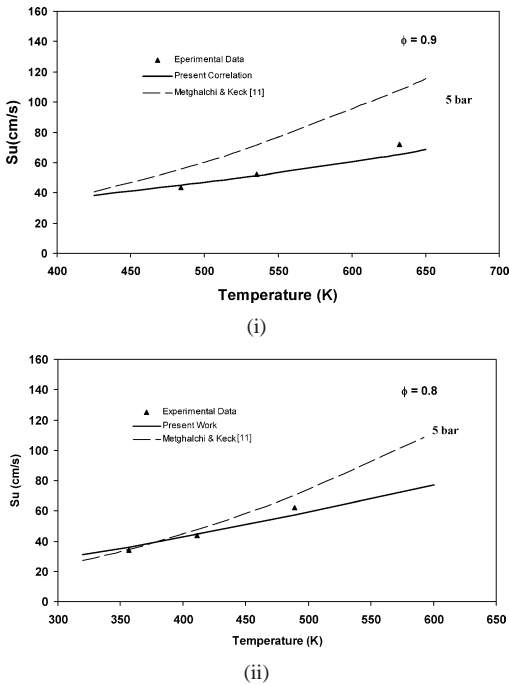 160
ϕ = 0.9
140
Eperimental Data
120
Present Correlation
Metghalchi & Keck [11]
100
5 bar
Su(cm/s)
80
60
40
20
0
400 450 500 550 600 650 700
Temperature (K)
(i)
160
ϕ = 0.8
140
Experimental Data
120
Present Work
5 bar
Metghalchi & Keck[11]
100
Su (cm/s)
80
60
40
20
0
300 350 400 450 500 550 600 650
Temperature (K)
(ii)